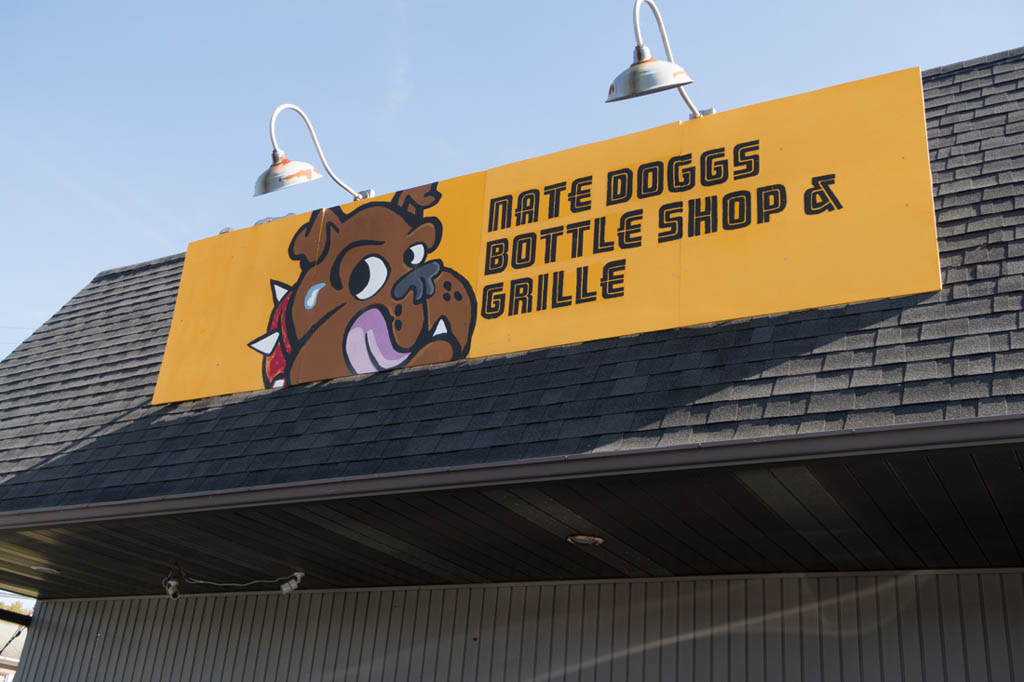 NATE DOGGS
BOTTLE SHOP &
GRILLE